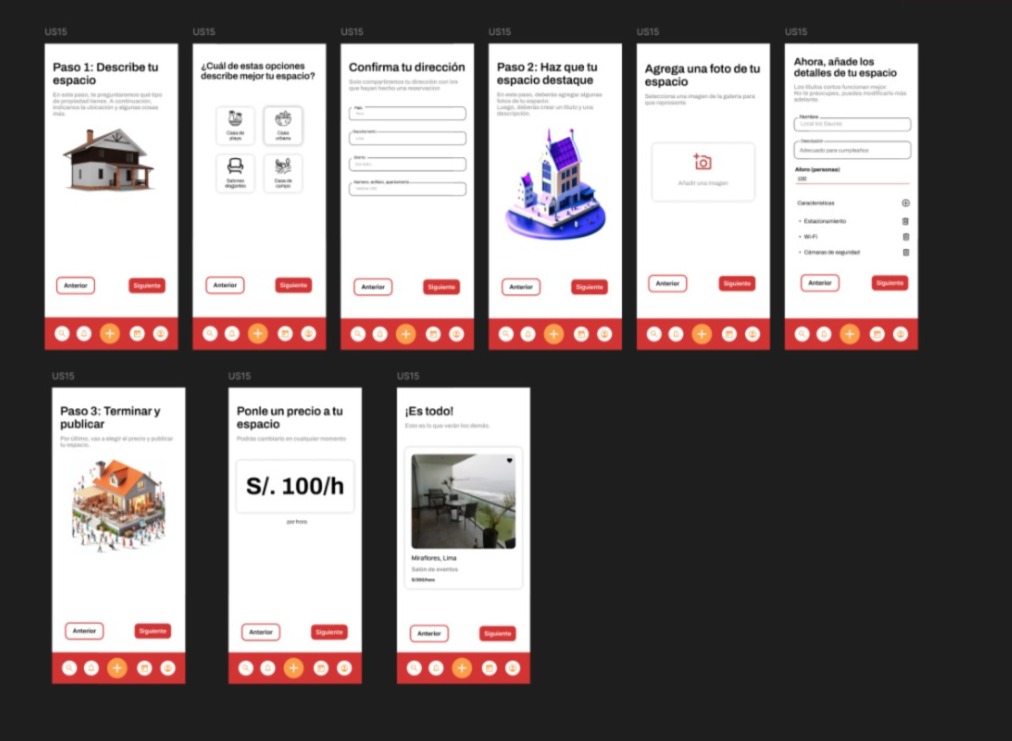 US15
Paso 1: Describe tu
espacio
En este paso, te preguntaremos qué tipo
de propiedad tienes. A continuación,
indícanos la ubicación y algunas cosas
más.
Anterior
Siguiente
US15
¿Cuál de estas opciones
describe mejor tu espacio?
Casa de
playa
Casa
urbana
Salones
elegantes
Casa de
campo
Anterior
Siguiente
US15
Confirma tu dirección
Solo compartiremos tu dirección con los
que hayan hecho una reservación
País
Anterior
Siguiente
US15
Paso 2: Haz que tu
espacio destaque
En este paso, deberás agregar algunas
fotos de tu espacio.
Luego, deberás crear un título y una
descripción.
Anterior
Siguiente
US15
Agrega una foto de tu
espacio
Selecciona una imagen de la galería para
que represente
Añadir una imagen
Anterior
Siguiente
US15
Ahora, añade los
detalles de tu espacio
Los títulos cortos funcionan mejor.
No te preocupes, puedes modificarlo más
adelante.
Nombre
Local los Sauces
Descripción
Adecuado para cumpleaños
Aforo (personas)
100
Características
• Estacionamiento
• Wi-Fi
• Cámaras de seguridad
Anterior
Siguiente
US15
Paso 3: Terminar y
publicar
Por último, vas a elegir el precio y publicar
tu espacio.
Anterior
Siguiente
US15
Ponle un precio a tu
espacio
Podrás cambiarlo en cualquier momento
S/. 100/h
por hora
Anterior
Siguiente
US15
¡Es todo!
Esto es lo que verán los demás.
Miraflores, Lima
Salón de eventos
Anterior
Siguiente